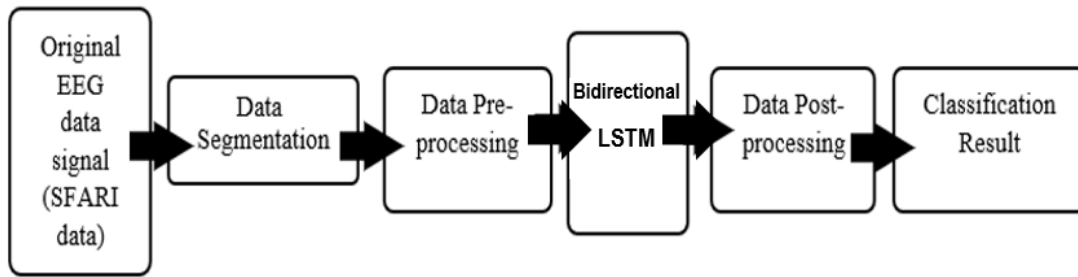 Original
EEG
data
signal
(SFARI
data)
Data
Segmentation
Data Pre-
processing
Bidirectional
LSTM
Data Post-
processing
Classification
Result